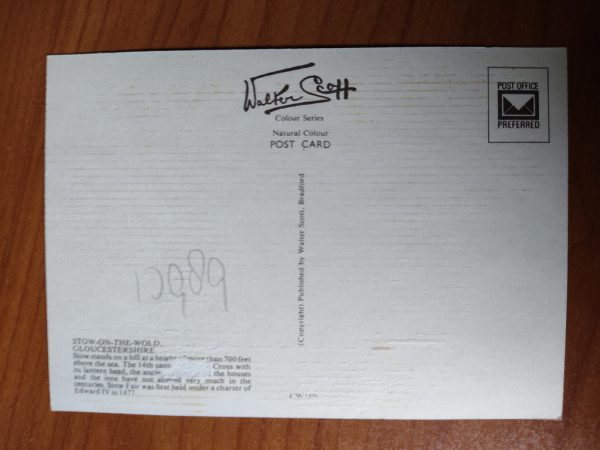 Walter Scott
Colour Series
Natural Colour
POST CARD
POST OFFICE
PREFERRED
(Copyright) Published by Walter Scott, Bradford
STOW-ON-THE-WOLD,
GLOUCESTERSHIRE.
Stow stands on a hill at a height more than 700 feet
above the sea. The 14th Cross with
its lantern head, the the houses
and the inns have not altered very much in the
centuries. Stow Fair was first held under a charter of
Edward IV in 1477.